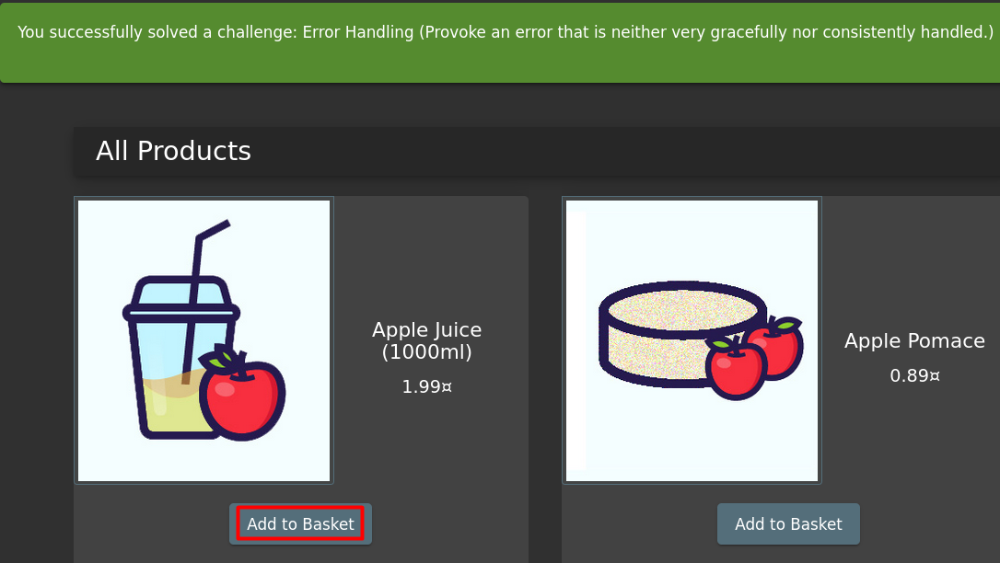 You successfully solved a challenge: Error Handling (Provoke an error that is neither very gracefully nor consistently handled.)
All Products
Apple Juice
(1000ml)
1.99¤
Add to Basket
Apple Pomace
0.89¤
Add to Basket